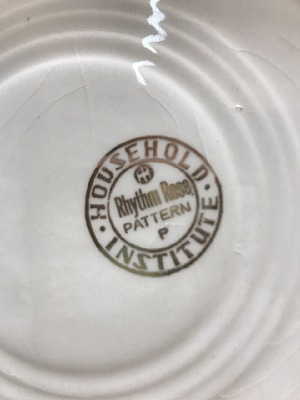 HOUSEHOLD
H
Rhythm Rose
PATTERN
P
INSTITUTE